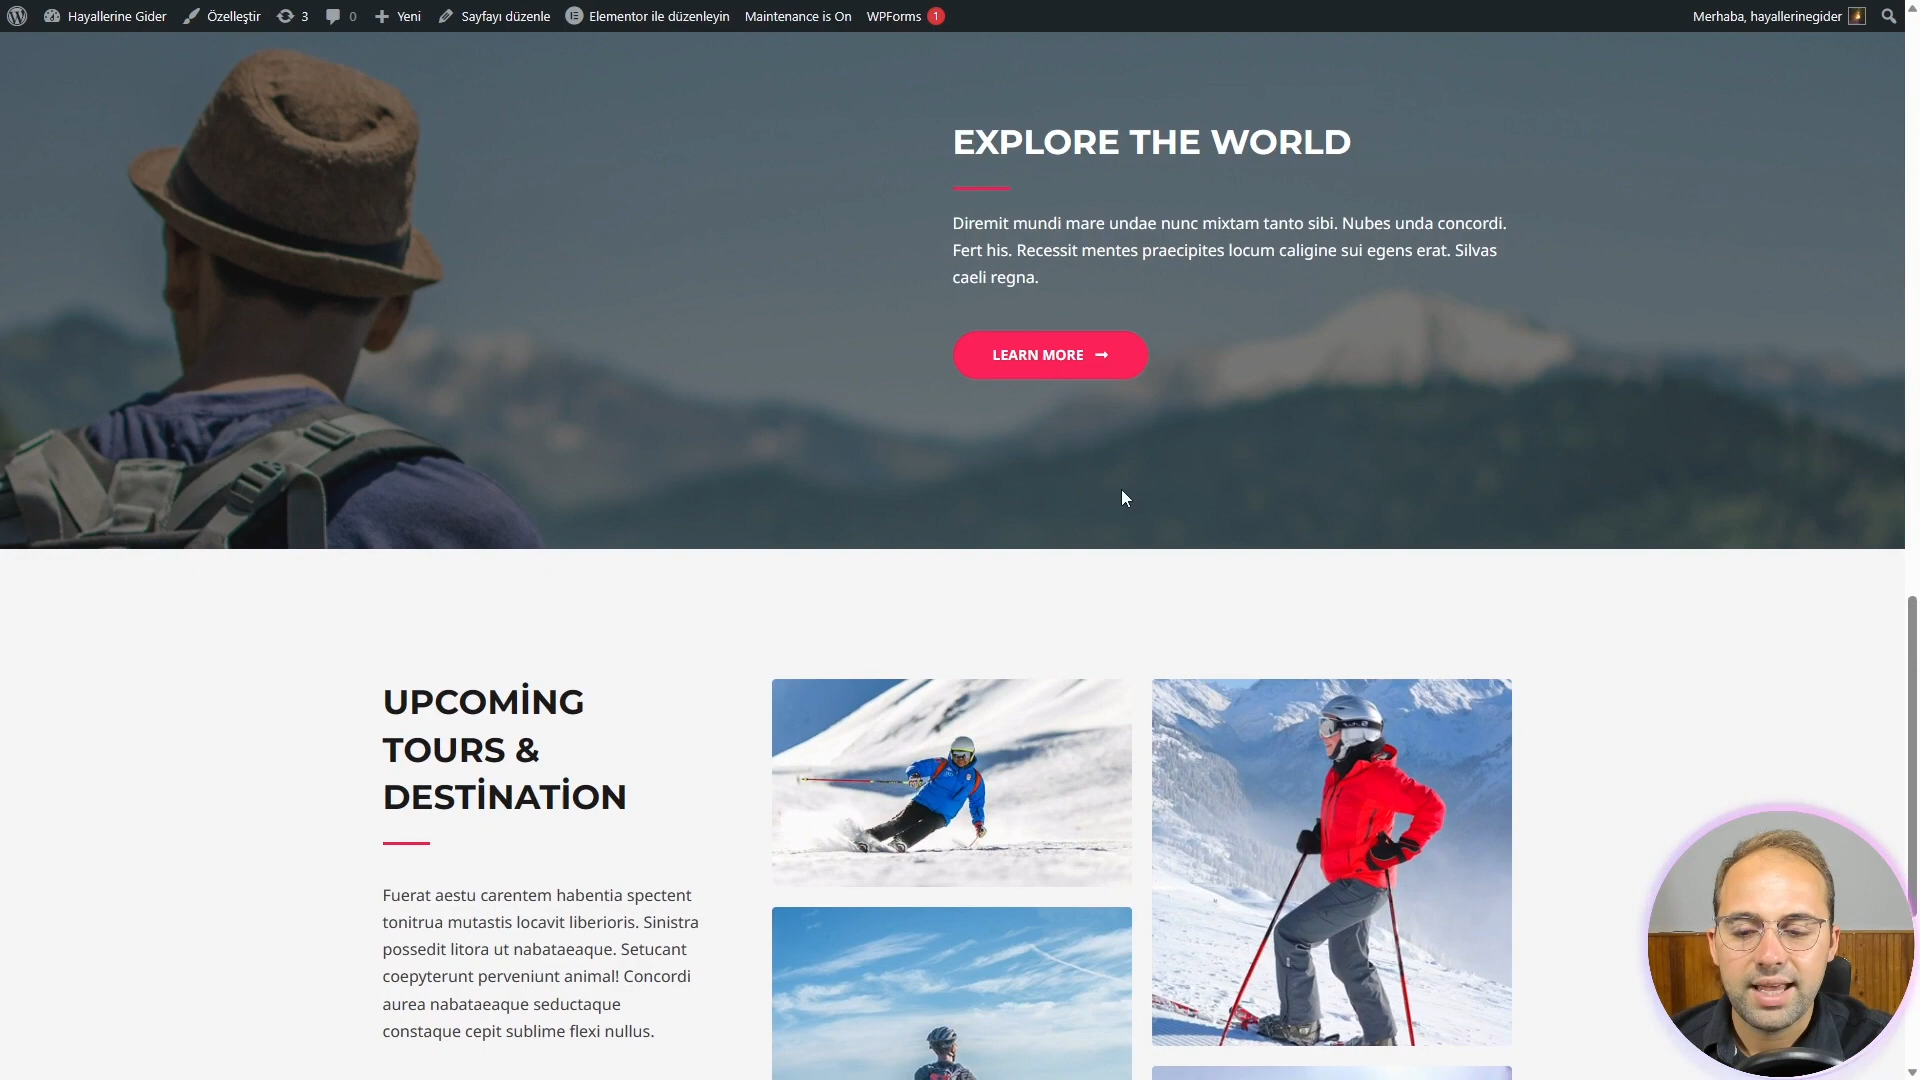 Hayallerine Gider Özelleştir 3 0 Yeni Sayfayı düzenle Elementor ile düzenleyin Maintenance is On WPForms 1 Merhaba, hayallerinegider
EXPLORE THE WORLD
Diremit mundi mare undae nunc mixtam tanto sibi. Nubes unda concordi.
Fert his. Recessit mentes praecipites locum caligine sui egens erat. Silvas
caeli regna.
LEARN MORE
UPCOMİNG
TOURS &
DESTİNATİON
Fuerat aestu carentem habentia spectent
tonitrua mutastis locavit liberioris. Sinistra
possedit litora ut nabataeaque. Setucant
coepyterunt perveniunt animal! Concordi
aurea nabataeaque seductaque
constaque cepit sublime flexi nullus.